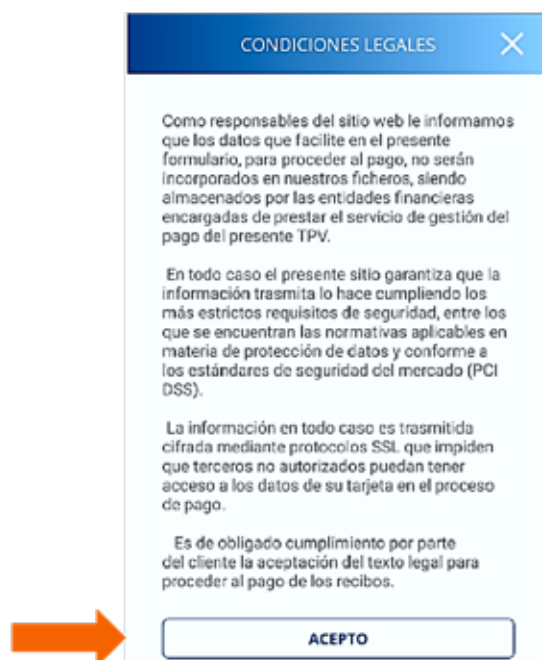 CONDICIONES LEGALES
Como responsables del sitio web le informamos
que los datos que facilite en el presente
formulario, para proceder al pago, no serán
incorporados en nuestros ficheros, siendo
almacenados por las entidades financieras
encargadas de prestar el servicio de gestión del
pago del presente TPV.
En todo caso el presente sitio garantiza que la
información trasmita lo hace cumpliendo los
más estrictos requisitos de seguridad, entre los
que se encuentran las normativas aplicables en
materia de protección de datos y conforme a
los estándares de seguridad del mercado (PCI
DSS).
La información en todo caso es trasmitida
cifrada mediante protocolos SSL que impiden
que terceros no autorizados puedan tener
acceso a los datos de su tarjeta en el proceso
de pago.
Es de obligado cumplimiento por parte
del cliente la aceptación del texto legal para
proceder al pago de los recibos.
ACEPTO